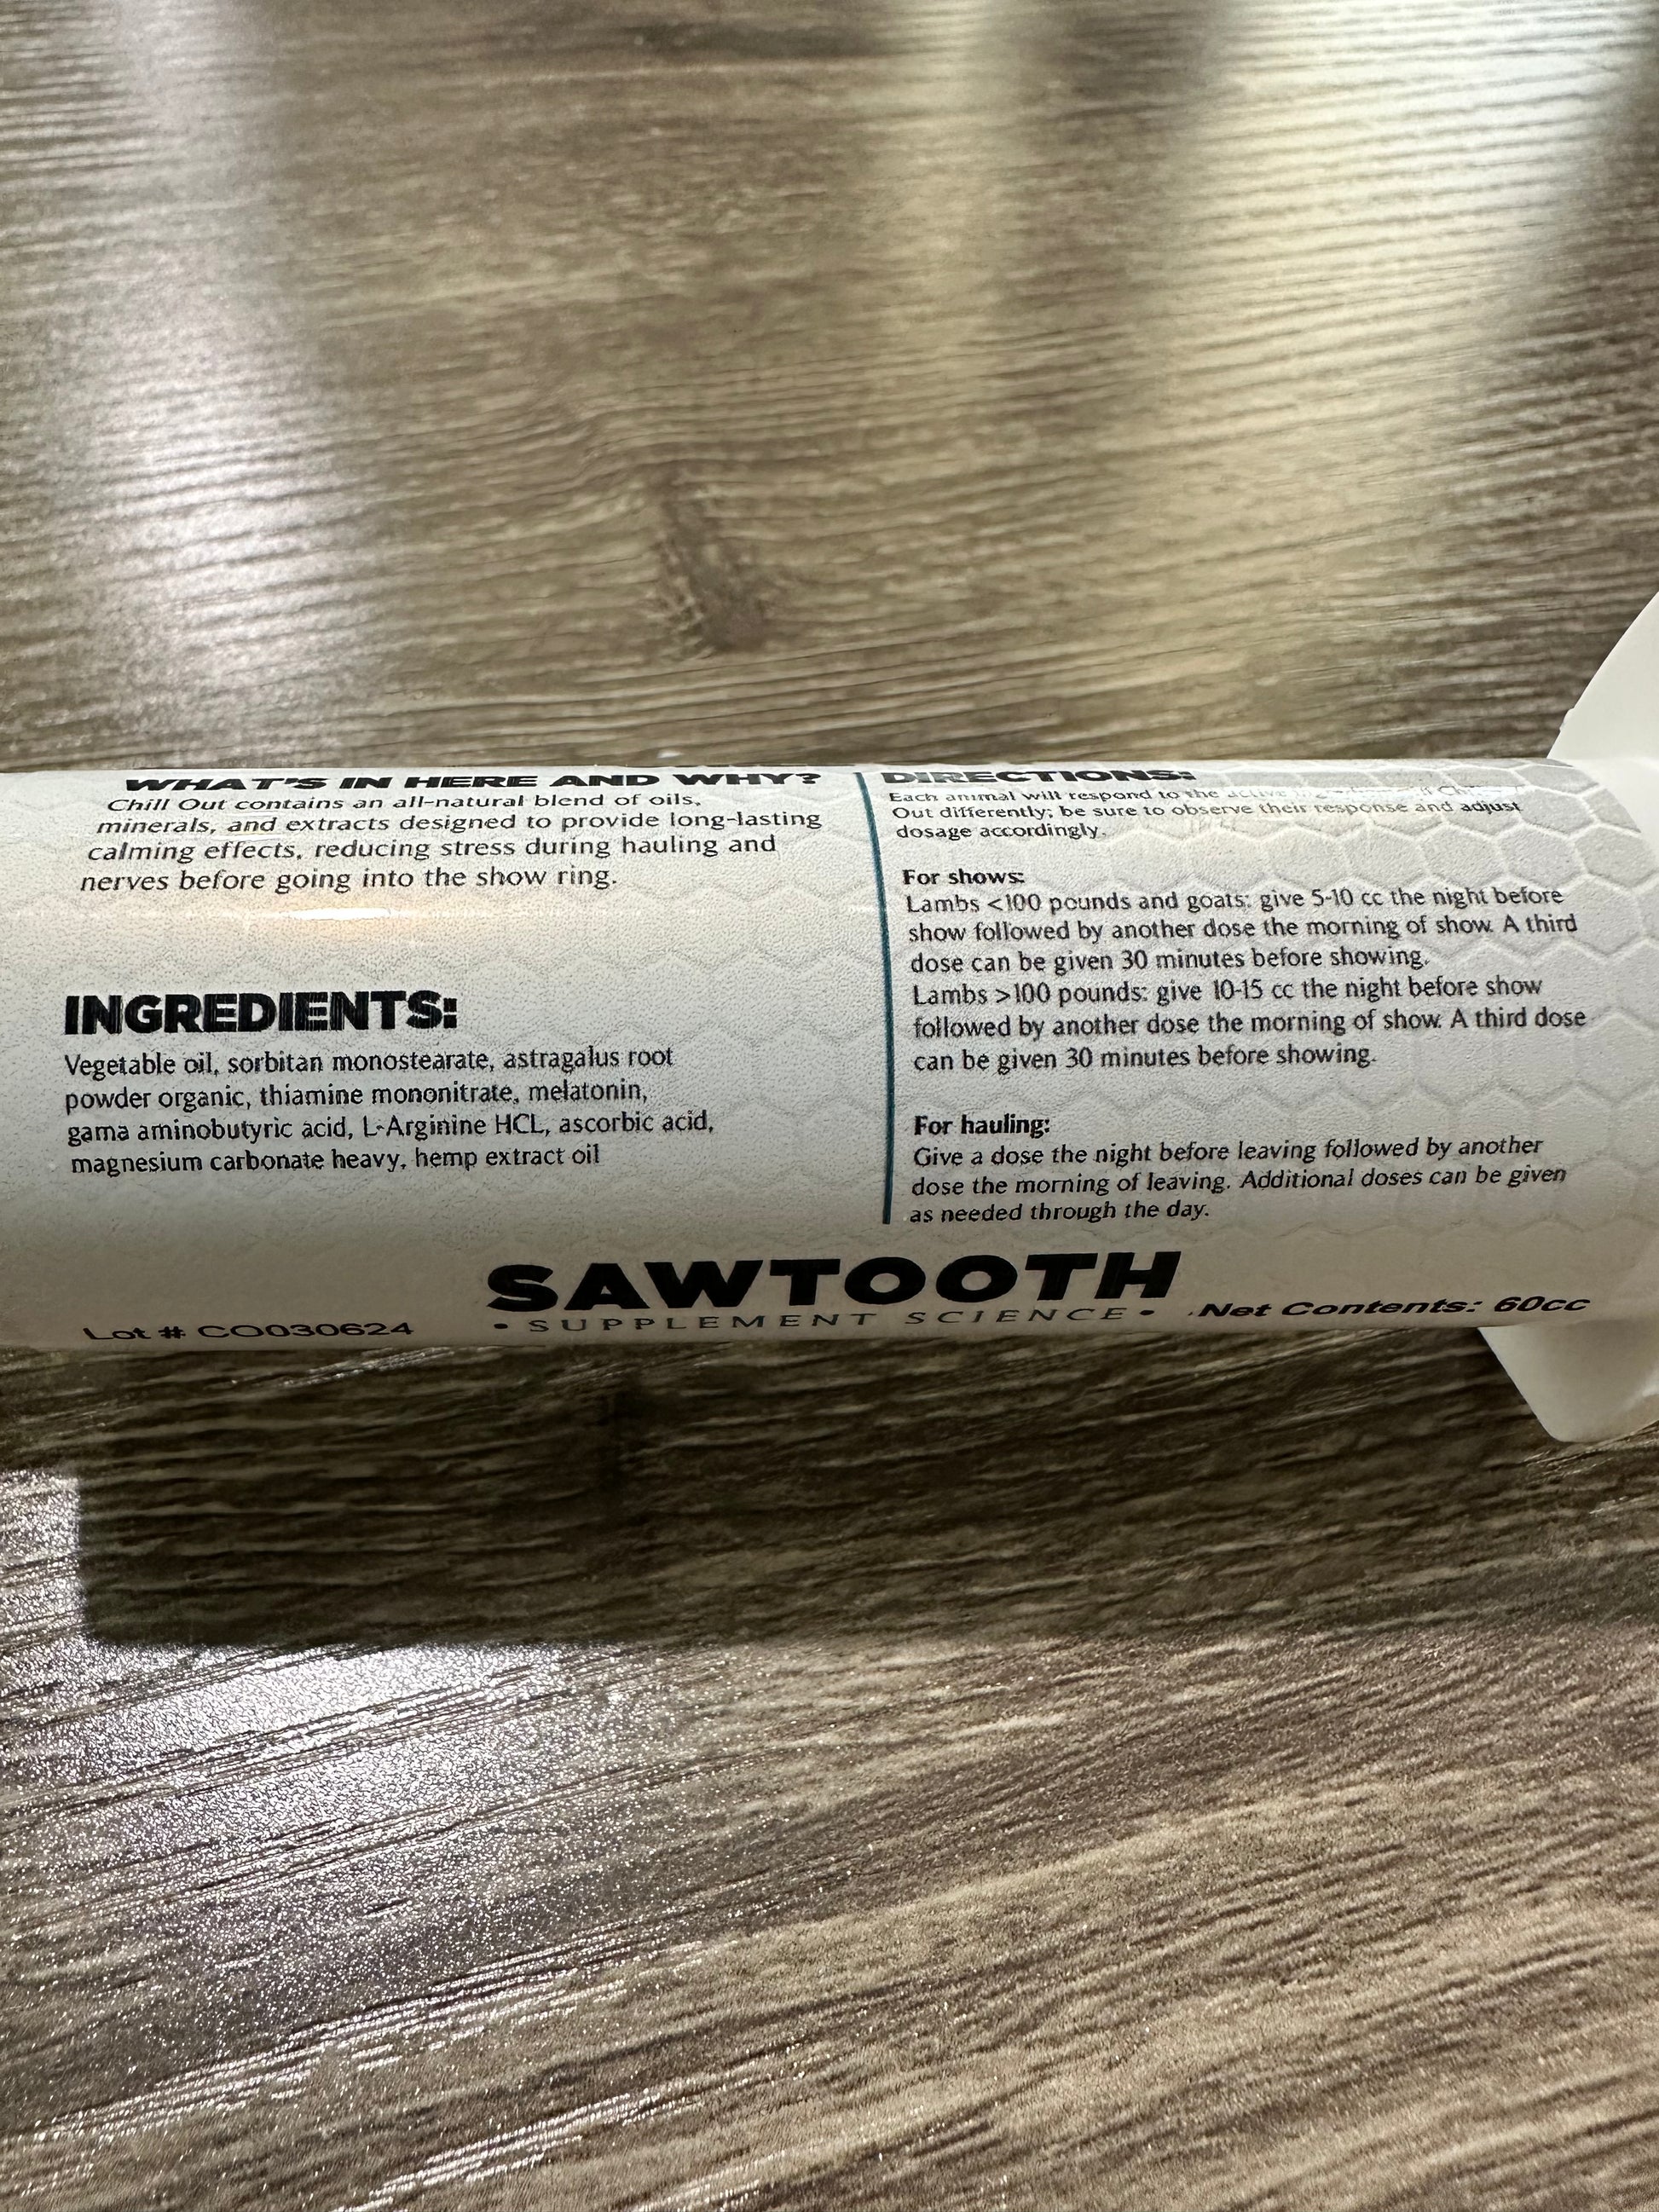 WHAT'S IN HERE AND WHY?
Chill Out contains an all-natural blend of oils,
minerals, and extracts designed to provide long-lasting
calming effects, reducing stress during hauling and
nerves before going into the show ring.
INGREDIENTS:
Vegetable oil, sorbitan monostearate, astragalus root
powder organic, thiamine mononitrate, melatonin,
gama aminobutyric acid, L-Arginine HCL, ascorbic acid,
magnesium carbonate heavy, hemp extract oil
Lot # CO030624
DIRECTIONS:
Each animal will respond to the active
Out differently; be sure to observe their response and adjust
dosage accordingly.
For shows:
Lambs <100 pounds and goats: give 5-10 cc the night before
show followed by another dose the morning of show. A third
dose can be given 30 minutes before showing.
Lambs >100 pounds: give 10-15 cc the night before show
followed by another dose the morning of show. A third dose
can be given 30 minutes before showing.
For hauling:
Give a dose the night before leaving followed by another
dose the morning of leaving. Additional doses can be given
as needed through the day.
SAWTOOTH
• SUPPLEMENT SCIENCE •
Net Contents: 60cc